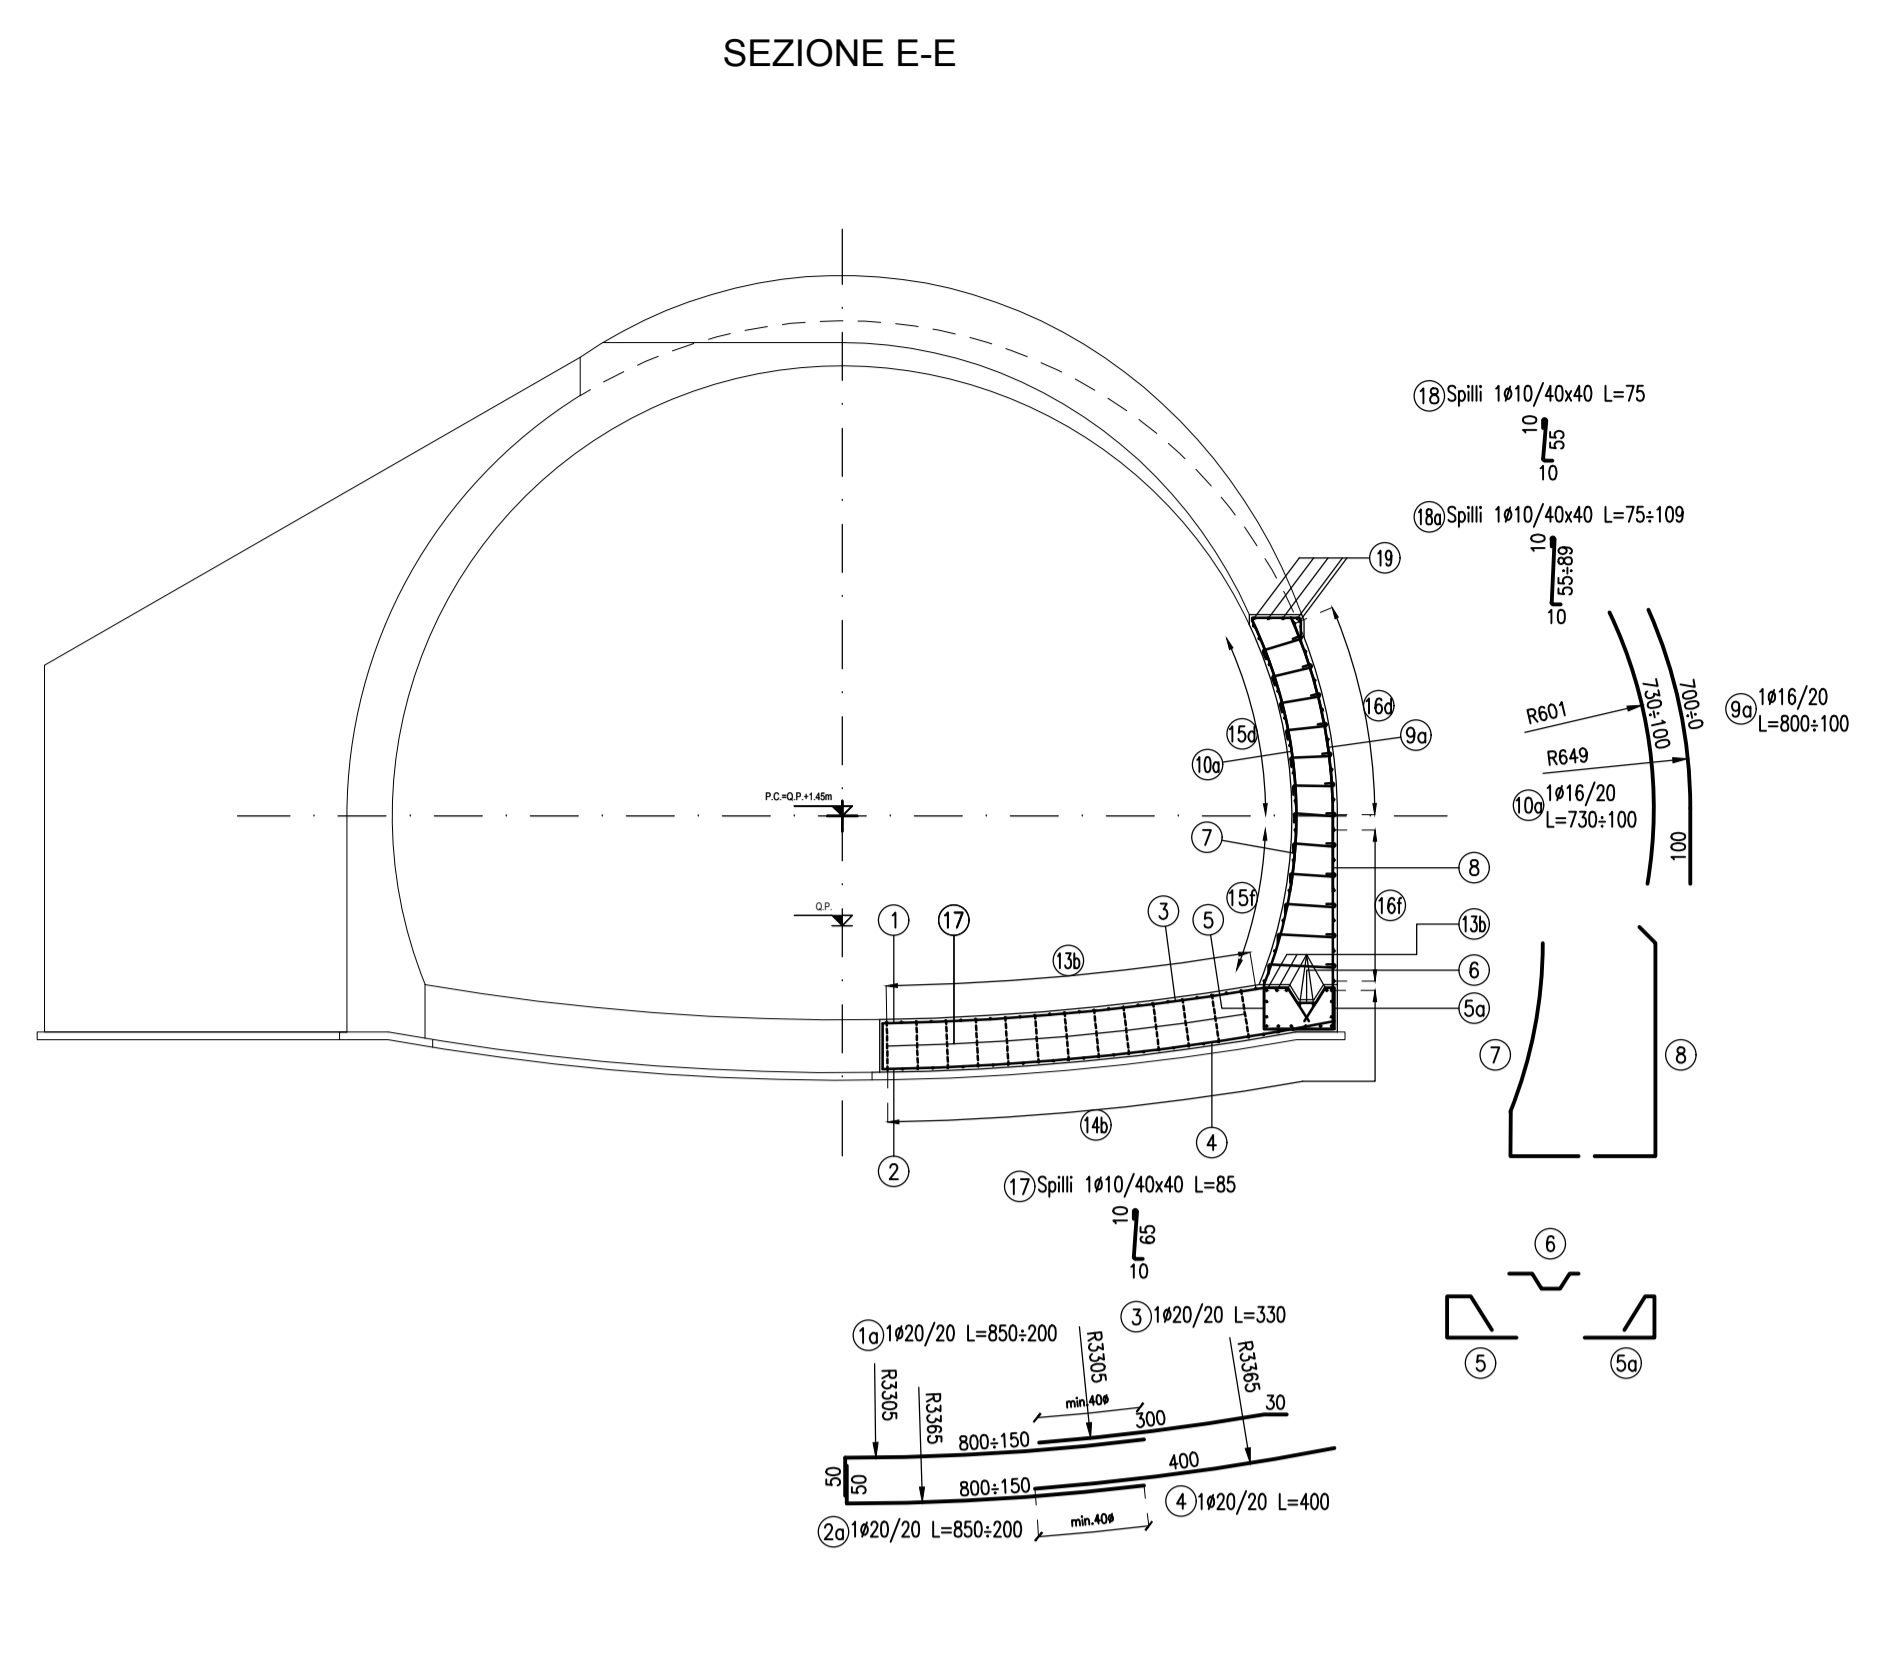 SEZIONE E-E
18 Spilli 1ø10/40x40 L=75
10
55
10
18a Spilli 1ø10/40x40 L=75÷109
10
55÷89
10
19
16d
15d
9a
10a
R601
730÷100
700÷0
9a 1ø16/20
L=800÷100
R649
10a 1ø16/20
L=730÷100
100
P.C.=Q.P.+1.45m
7
8
15f
16f
Q.P.
1
17
3
5
13b
13b
6
5a
7
8
14b
4
2
17 Spilli 1ø10/40x40 L=85
10
65
10
6
5
5a
3 1ø20/20 L=330
1a 1ø20/20 L=850÷200
R3305
R3365
R3305
R3365
min.40ø
300
30
800÷150
50
50
800÷150
400
4 1ø20/20 L=400
min.40ø
2a 1ø20/20 L=850÷200